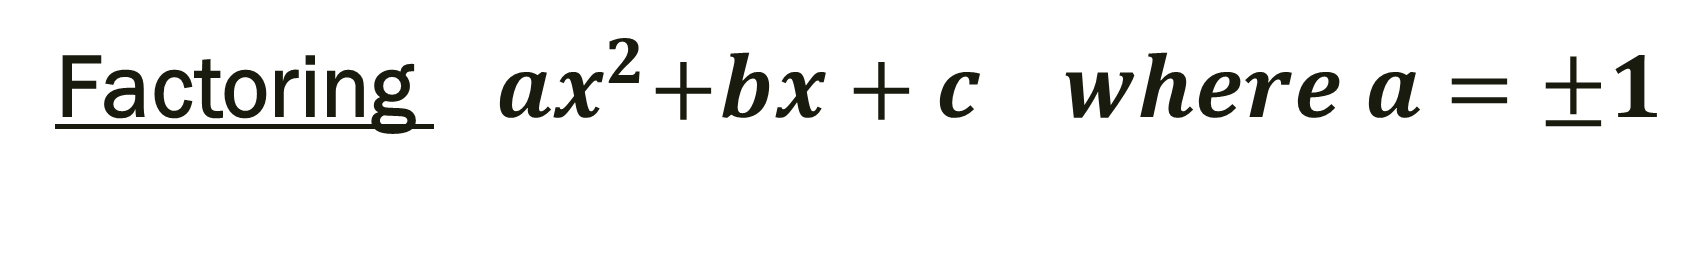 Factoring ax²+bx + c where a = ±1